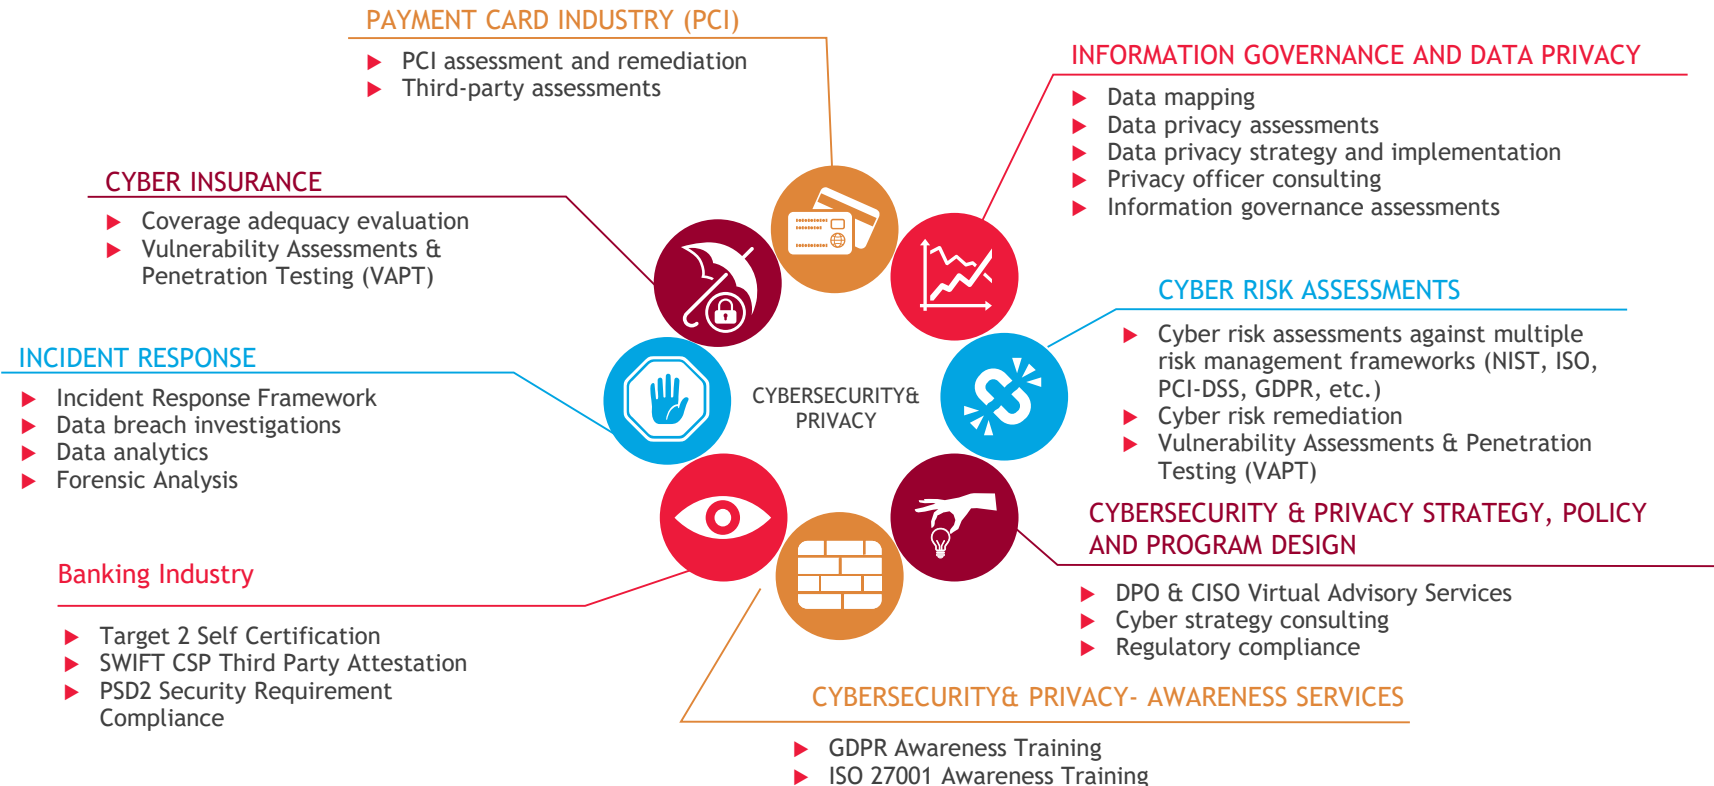 PAYMENT CARD INDUSTRY (PCI)
PCI assessment and remediation
Third-party assessments
INFORMATION GOVERNANCE AND DATA PRIVACY
Data mapping
Data privacy assessments
Data privacy strategy and implementation
Privacy officer consulting
Information governance assessments
CYBER INSURANCE
Coverage adequacy evaluation
Vulnerability Assessments &
Penetration Testing (VAPT)
CYBER RISK ASSESSMENTS
Cyber risk assessments against multiple
risk management frameworks (NIST, ISO,
PCI-DSS, GDPR, etc.)
Cyber risk remediation
Vulnerability Assessments & Penetration
Testing (VAPT)
INCIDENT RESPONSE
Incident Response Framework
Data breach investigations
Data analytics
Forensic Analysis
CYBERSECURITY&
PRIVACY
CYBERSECURITY & PRIVACY STRATEGY, POLICY
AND PROGRAM DESIGN
DPO & CISO Virtual Advisory Services
Cyber strategy consulting
Regulatory compliance
Banking Industry
Target 2 Self Certification
SWIFT CSP Third Party Attestation
PSD2 Security Requirement
Compliance
CYBERSECURITY& PRIVACY- AWARENESS SERVICES
GDPR Awareness Training
ISO 27001 Awareness Training